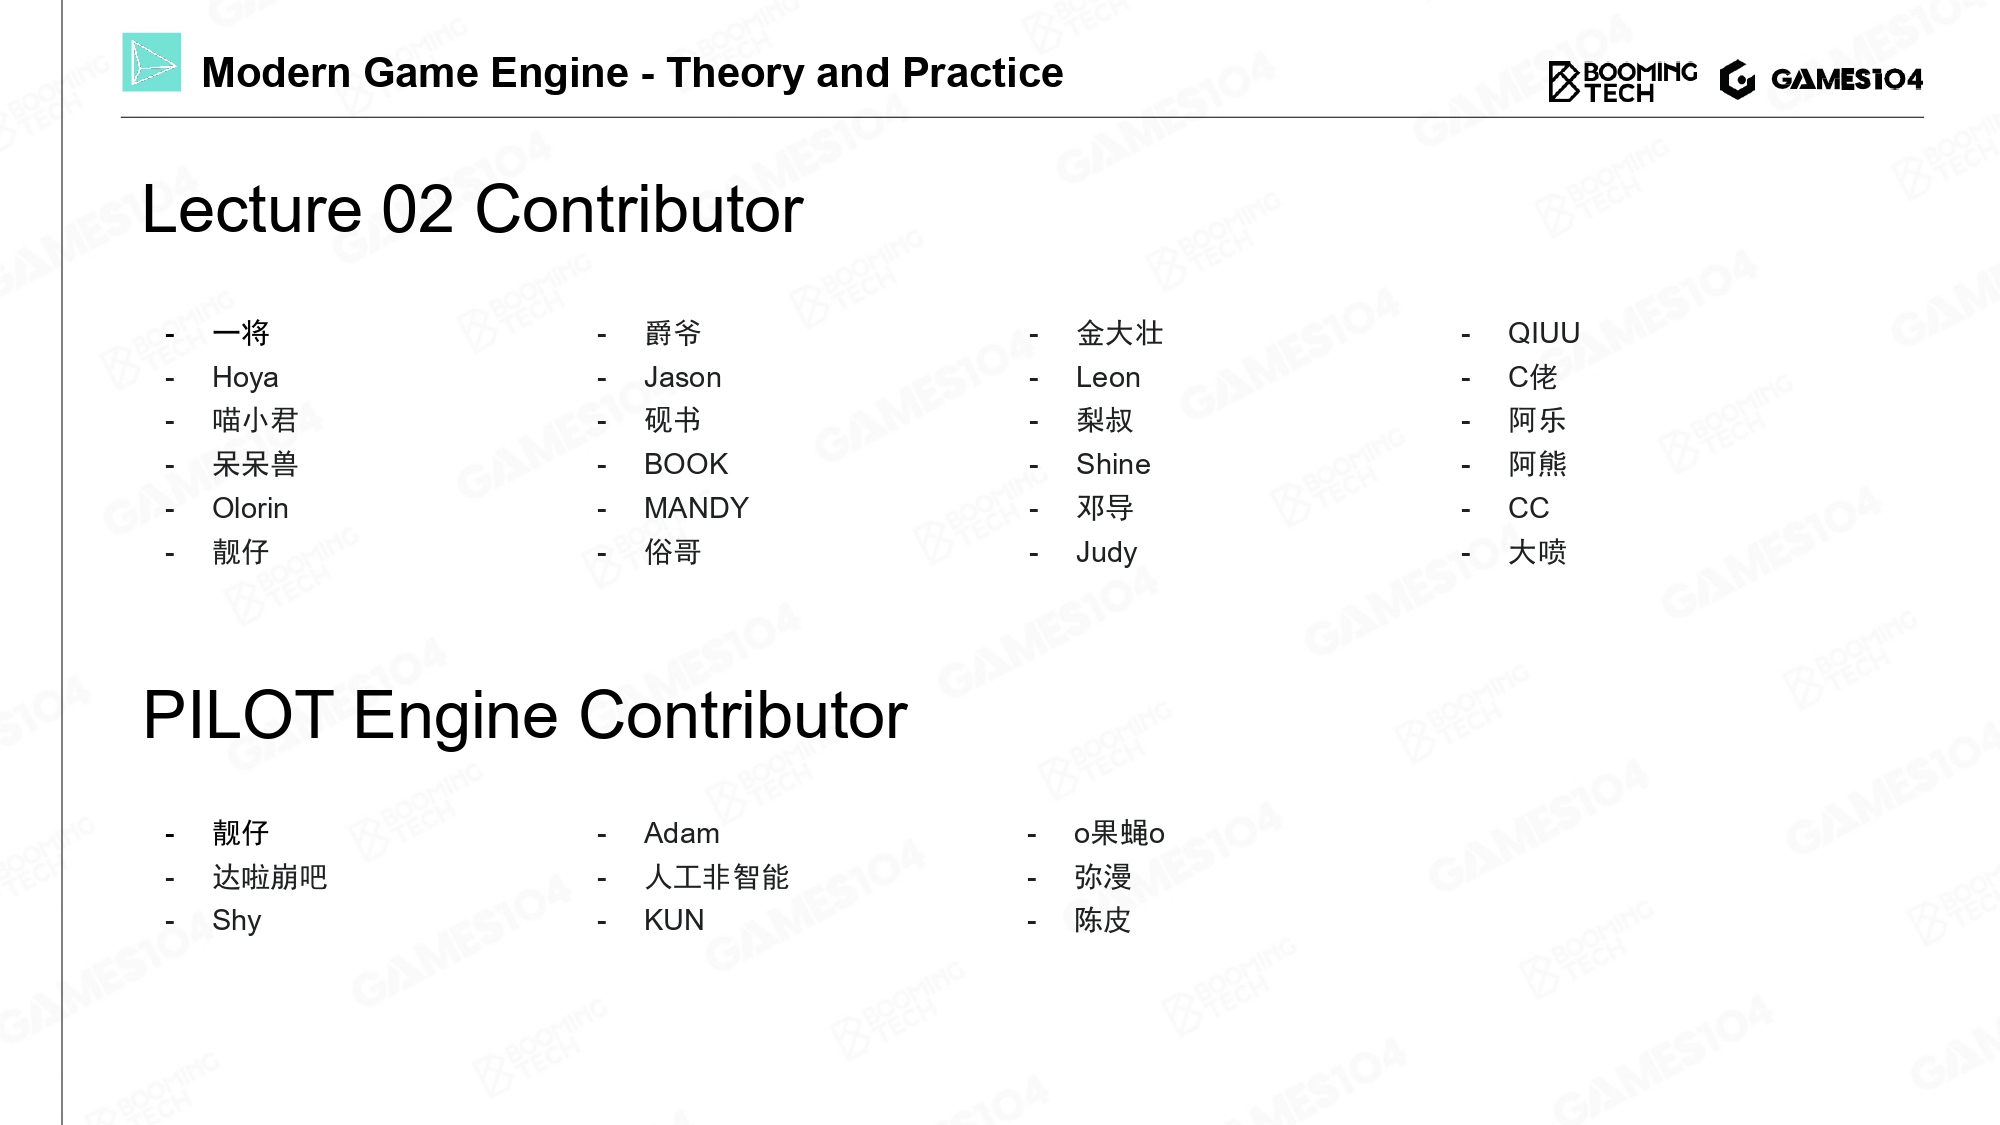 Modern Game Engine - Theory and Practice
BOOMING
TECH
GAMES104
Lecture 02 Contributor
- 一将
- Hoya
- 喵小君
- 呆呆兽
- Olorin
- 靓仔
- 爵爷
- Jason
- 砚书
- BOOK
- MANDY
- 俗哥
- 金大壮
- Leon
- 梨叔
- Shine
- 邓导
- Judy
- QIUU
- C佬
- 阿乐
- 阿熊
- CC
- 大喷
PILOT Engine Contributor
- 靓仔
- 达啦崩吧
- Shy
- Adam
- 人工非智能
- KUN
- o果蝇o
- 弥漫
- 陈皮